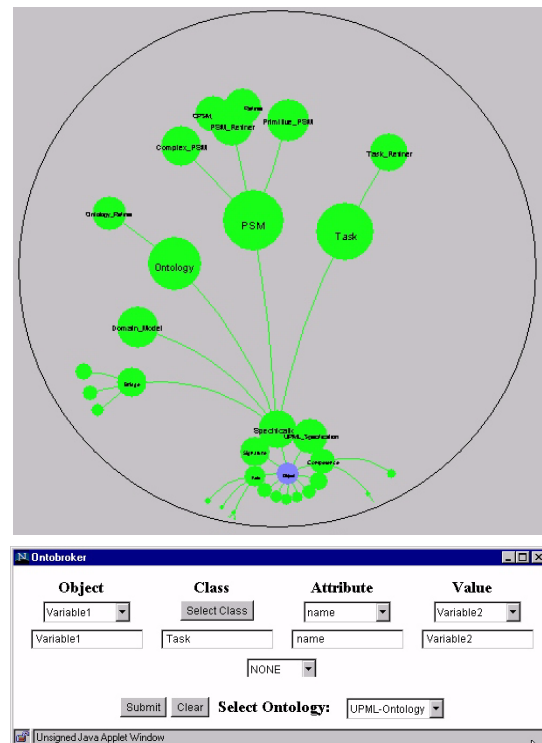 Refiner
CPSM
PSM_Refiner
Primitive_PSM
Complex_PSM
Task_Refiner
Ontology_Refiner
PSM
Task
Ontology
Domain_Model
Bridge
UPML_Specification
Signature
Competence
Object
Ontobroker
Object Class Attribute Value
Variable1 Select Class name Variable2
Variable1 Task name Variable2
NONE
Submit Clear Select Ontology: UPML-Ontology
Unsigned Java Applet Window